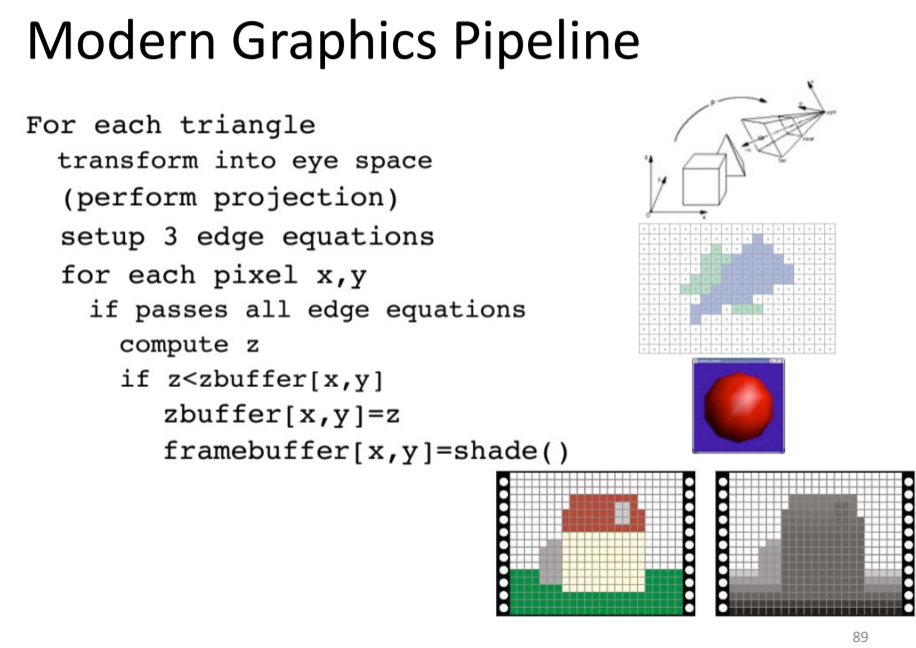 Modern Graphics Pipeline
For each triangle
transform into eye space
(perform projection)
setup 3 edge equations
for each pixel x,y
if passes all edge equations
compute z
if z<zbuffer[x,y]
zbuffer[x,y]=z
framebuffer[x,y]=shade()
89